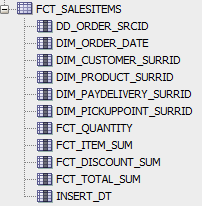 FCT_SALESITEMS
DD_ORDER_SRCID
DIM_ORDER_DATE
DIM_CUSTOMER_SURRID
DIM_PRODUCT_SURRID
DIM_PAYDELIVERY_SURRID
DIM_PICKUPPOINT_SURRID
FCT_QUANTITY
FCT_ITEM_SUM
FCT_DISCOUNT_SUM
FCT_TOTAL_SUM
INSERT_DT